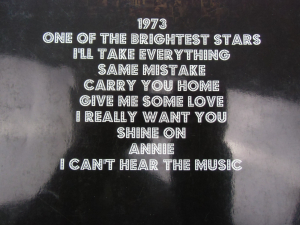 1973
ONE OF THE BRIGHTEST STARS
I'LL TAKE EVERYTHING
SAME MISTAKE
CARRY YOU HOME
GIVE ME SOME LOVE
I REALLY WANT YOU
SHINE ON
ANNIE
I CAN'T HEAR THE MUSIC